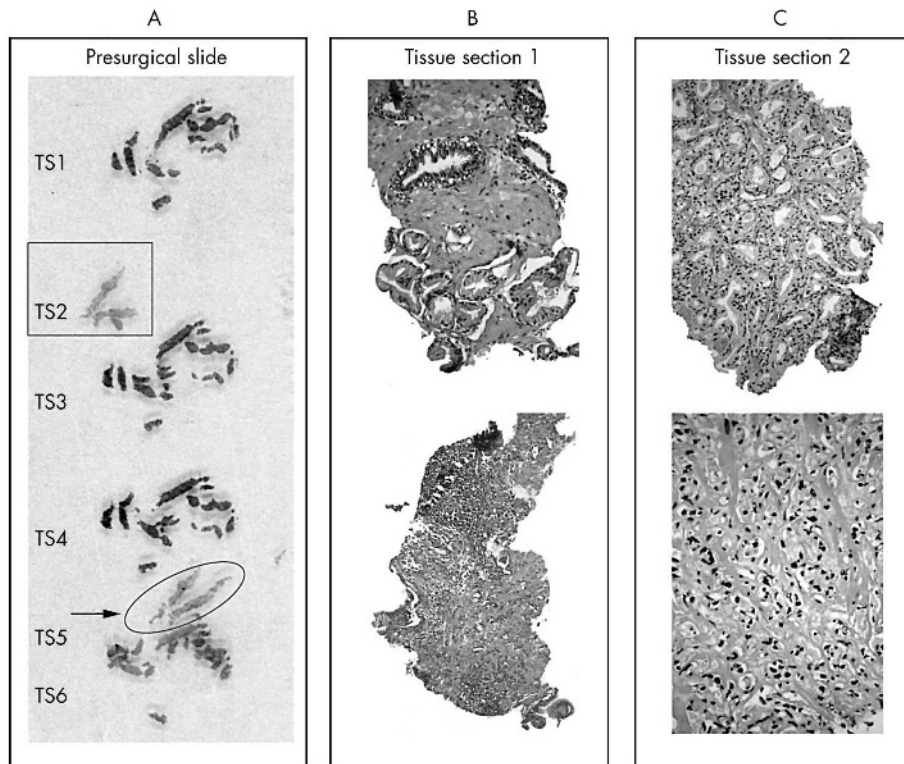 A
B
C
Presurgical slide
Tissue section 1
Tissue section 2
TS1
TS2
TS3
TS4
TS5
TS6